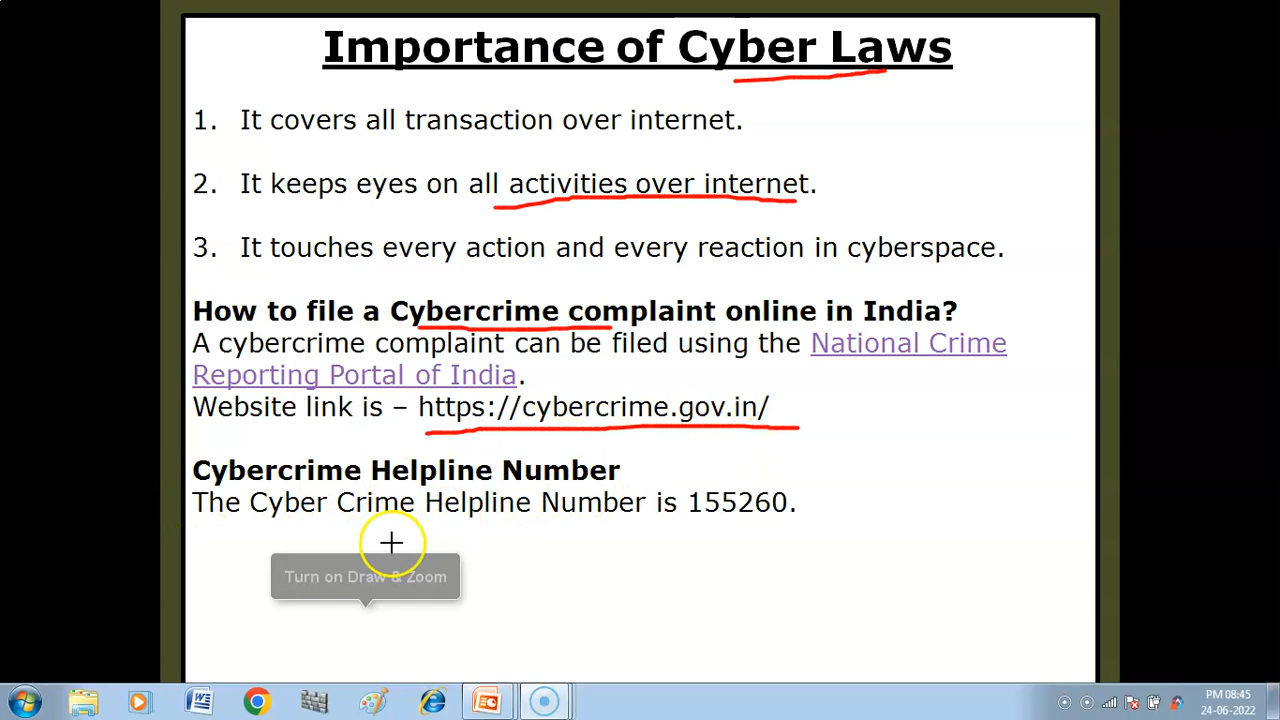 Importance of Cyber Laws
1. It covers all transaction over internet.
2. It keeps eyes on all activities over internet.
3. It touches every action and every reaction in cyberspace.
How to file a Cybercrime complaint online in India?
A cybercrime complaint can be filed using the National Crime
Reporting Portal of India.
Website link is – https://cybercrime.gov.in/
Cybercrime Helpline Number
The Cyber Crime Helpline Number is 155260.
Turn on Draw & Zoom
PM 08:45
24-06-2022